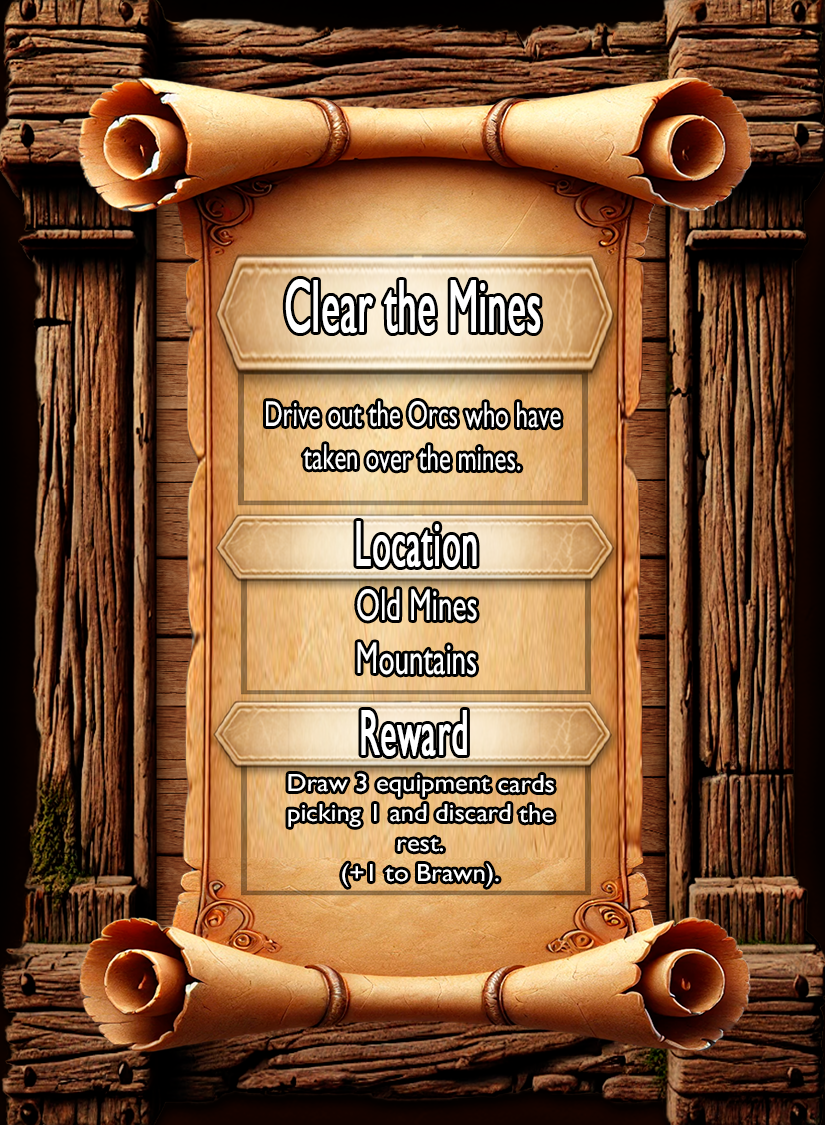 Clear the Mines
Drive out the Orcs who have
taken over the mines.
Location
Old Mines
Mountains
Reward
Draw 3 equipment cards
picking 1 and discard the
rest.
(+1 to Brawn).